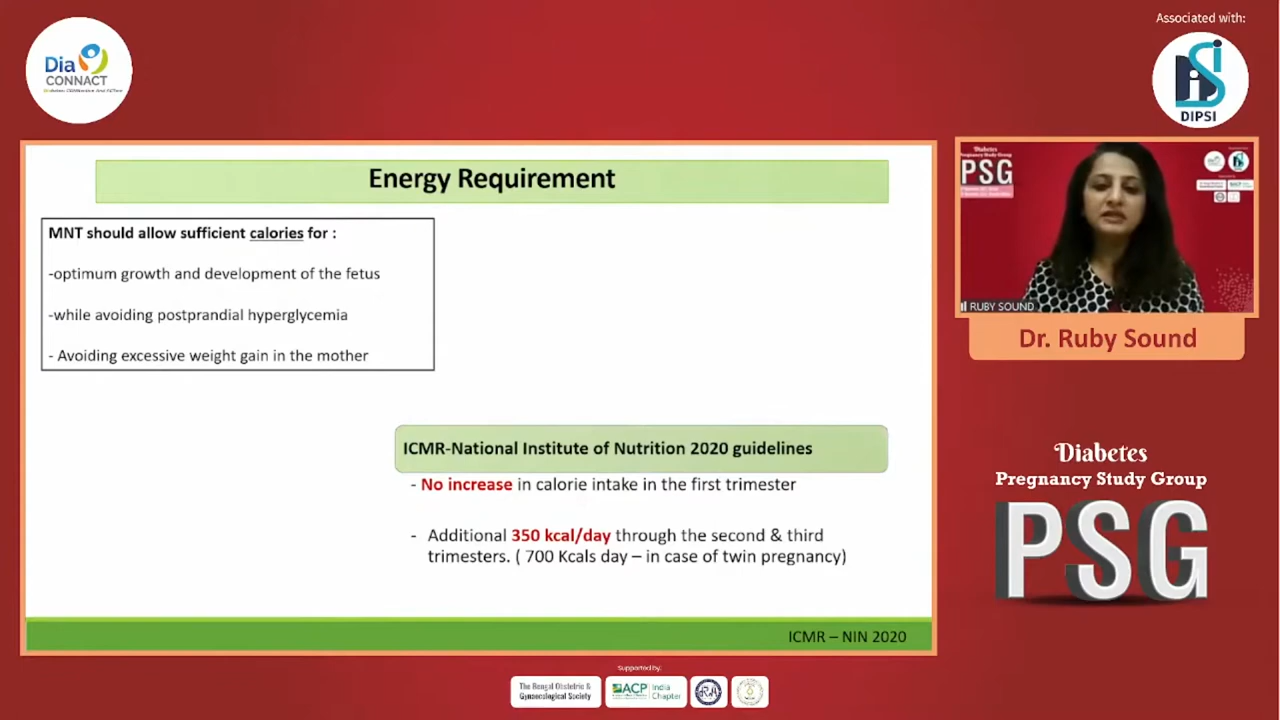 Associated with:
Dia
CONNACT
DIPSI
Energy Requirement
MNT should allow sufficient calories for :
-optimum growth and development of the fetus
-while avoiding postprandial hyperglycemia
- Avoiding excessive weight gain in the mother
ICMR-National Institute of Nutrition 2020 guidelines
- No increase in calorie intake in the first trimester
- Additional 350 kcal/day through the second & third
trimesters. ( 700 Kcals day – in case of twin pregnancy)
ICMR – NIN 2020
Diabetes
Pregnancy Study Group
PSG
RUBY SOUND
Dr. Ruby Sound
Diabetes
Pregnancy Study Group
PSG
Supported by:
The Bengal Obstetric &
Gynaecological Society
ACP
India
Chapter